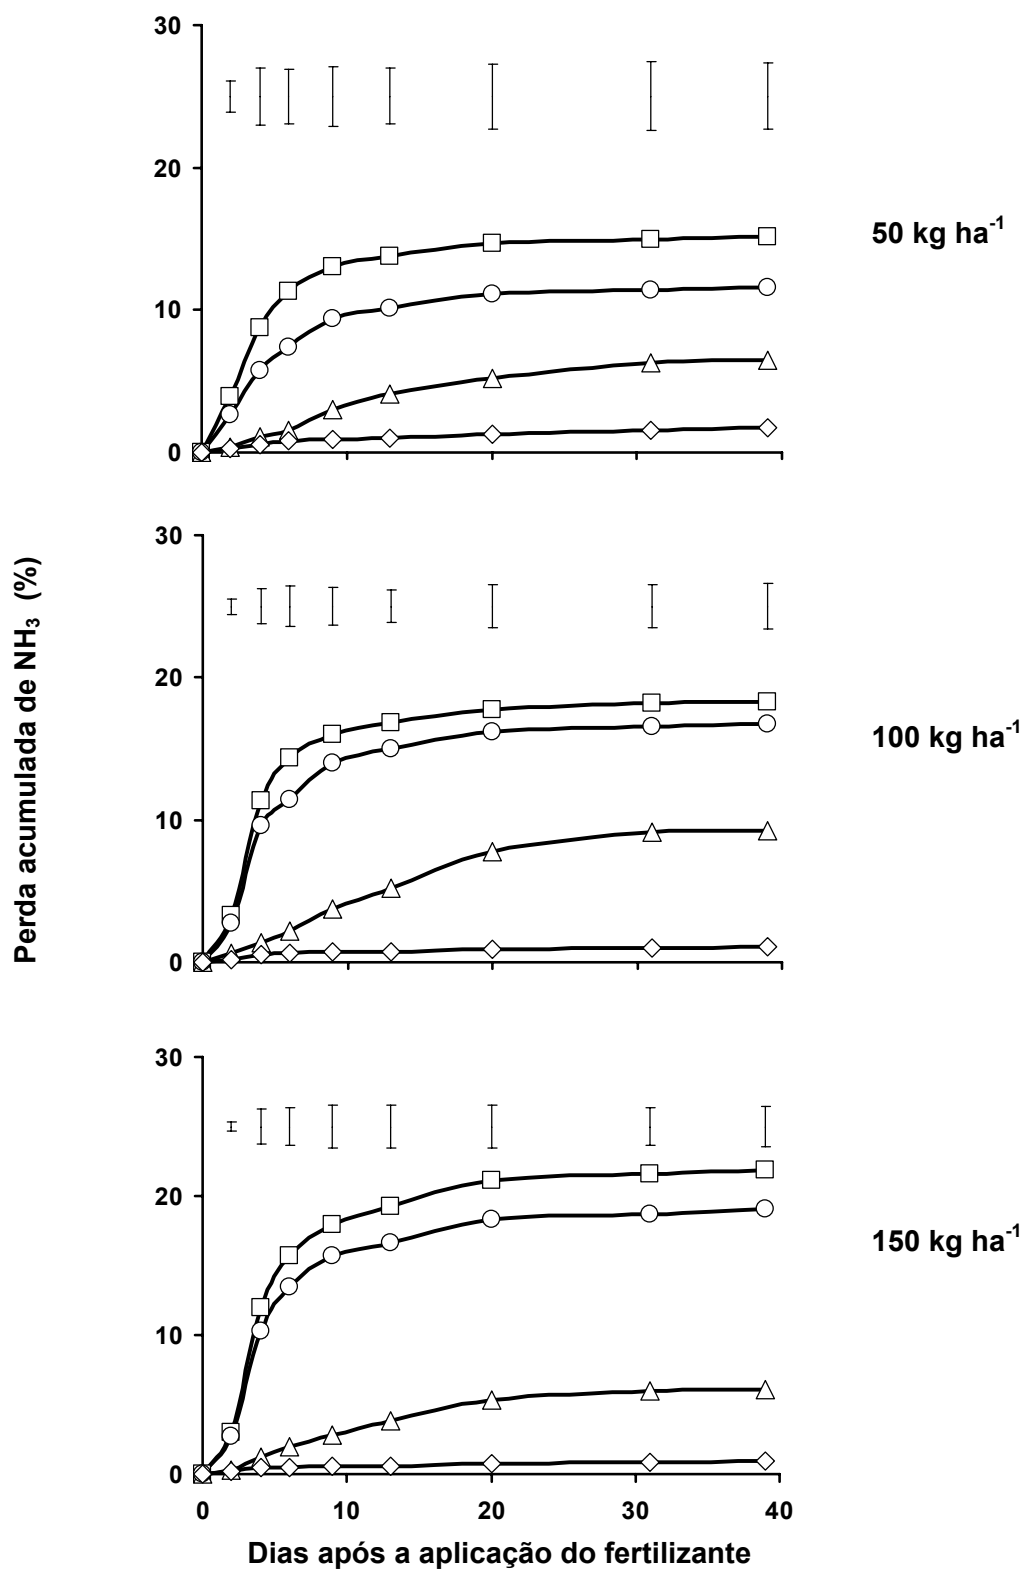 30
20
10
0
50 kg ha⁻¹
30
20
10
0
100 kg ha⁻¹
Perda acumulada de NH₃ (%)
30
20
10
0
150 kg ha⁻¹
0 10 20 30 40
Dias após a aplicação do fertilizante